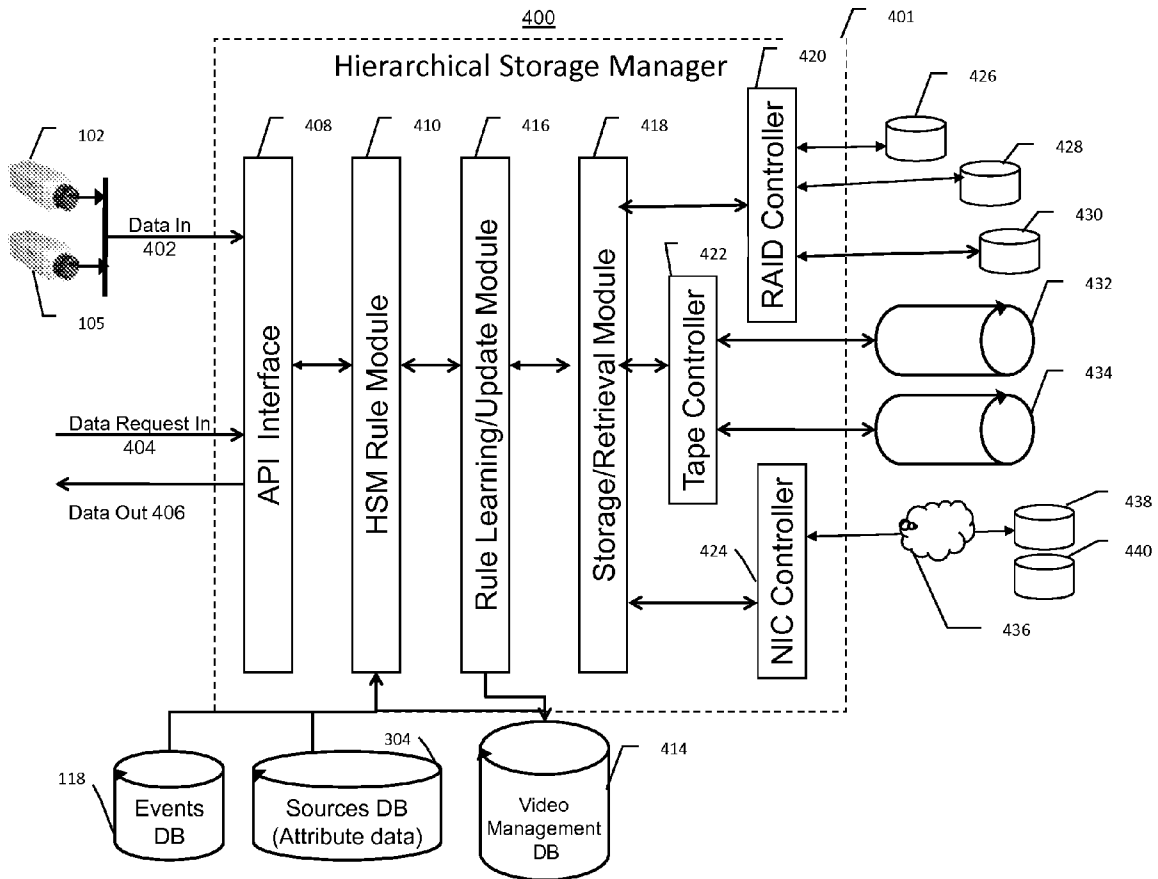 400
401
Hierarchical Storage Manager
420
426
102
408
410
416
418
428
Data In
402
430
422
432
105
434
API Interface
HSM Rule Module
Rule Learning/Update Module
Storage/Retrieval Module
RAID Controller
Tape Controller
NIC Controller
Data Request In
404
Data Out 406
424
438
440
436
118
304
414
Events
DB
Sources DB
(Attribute data)
Video
Management
DB